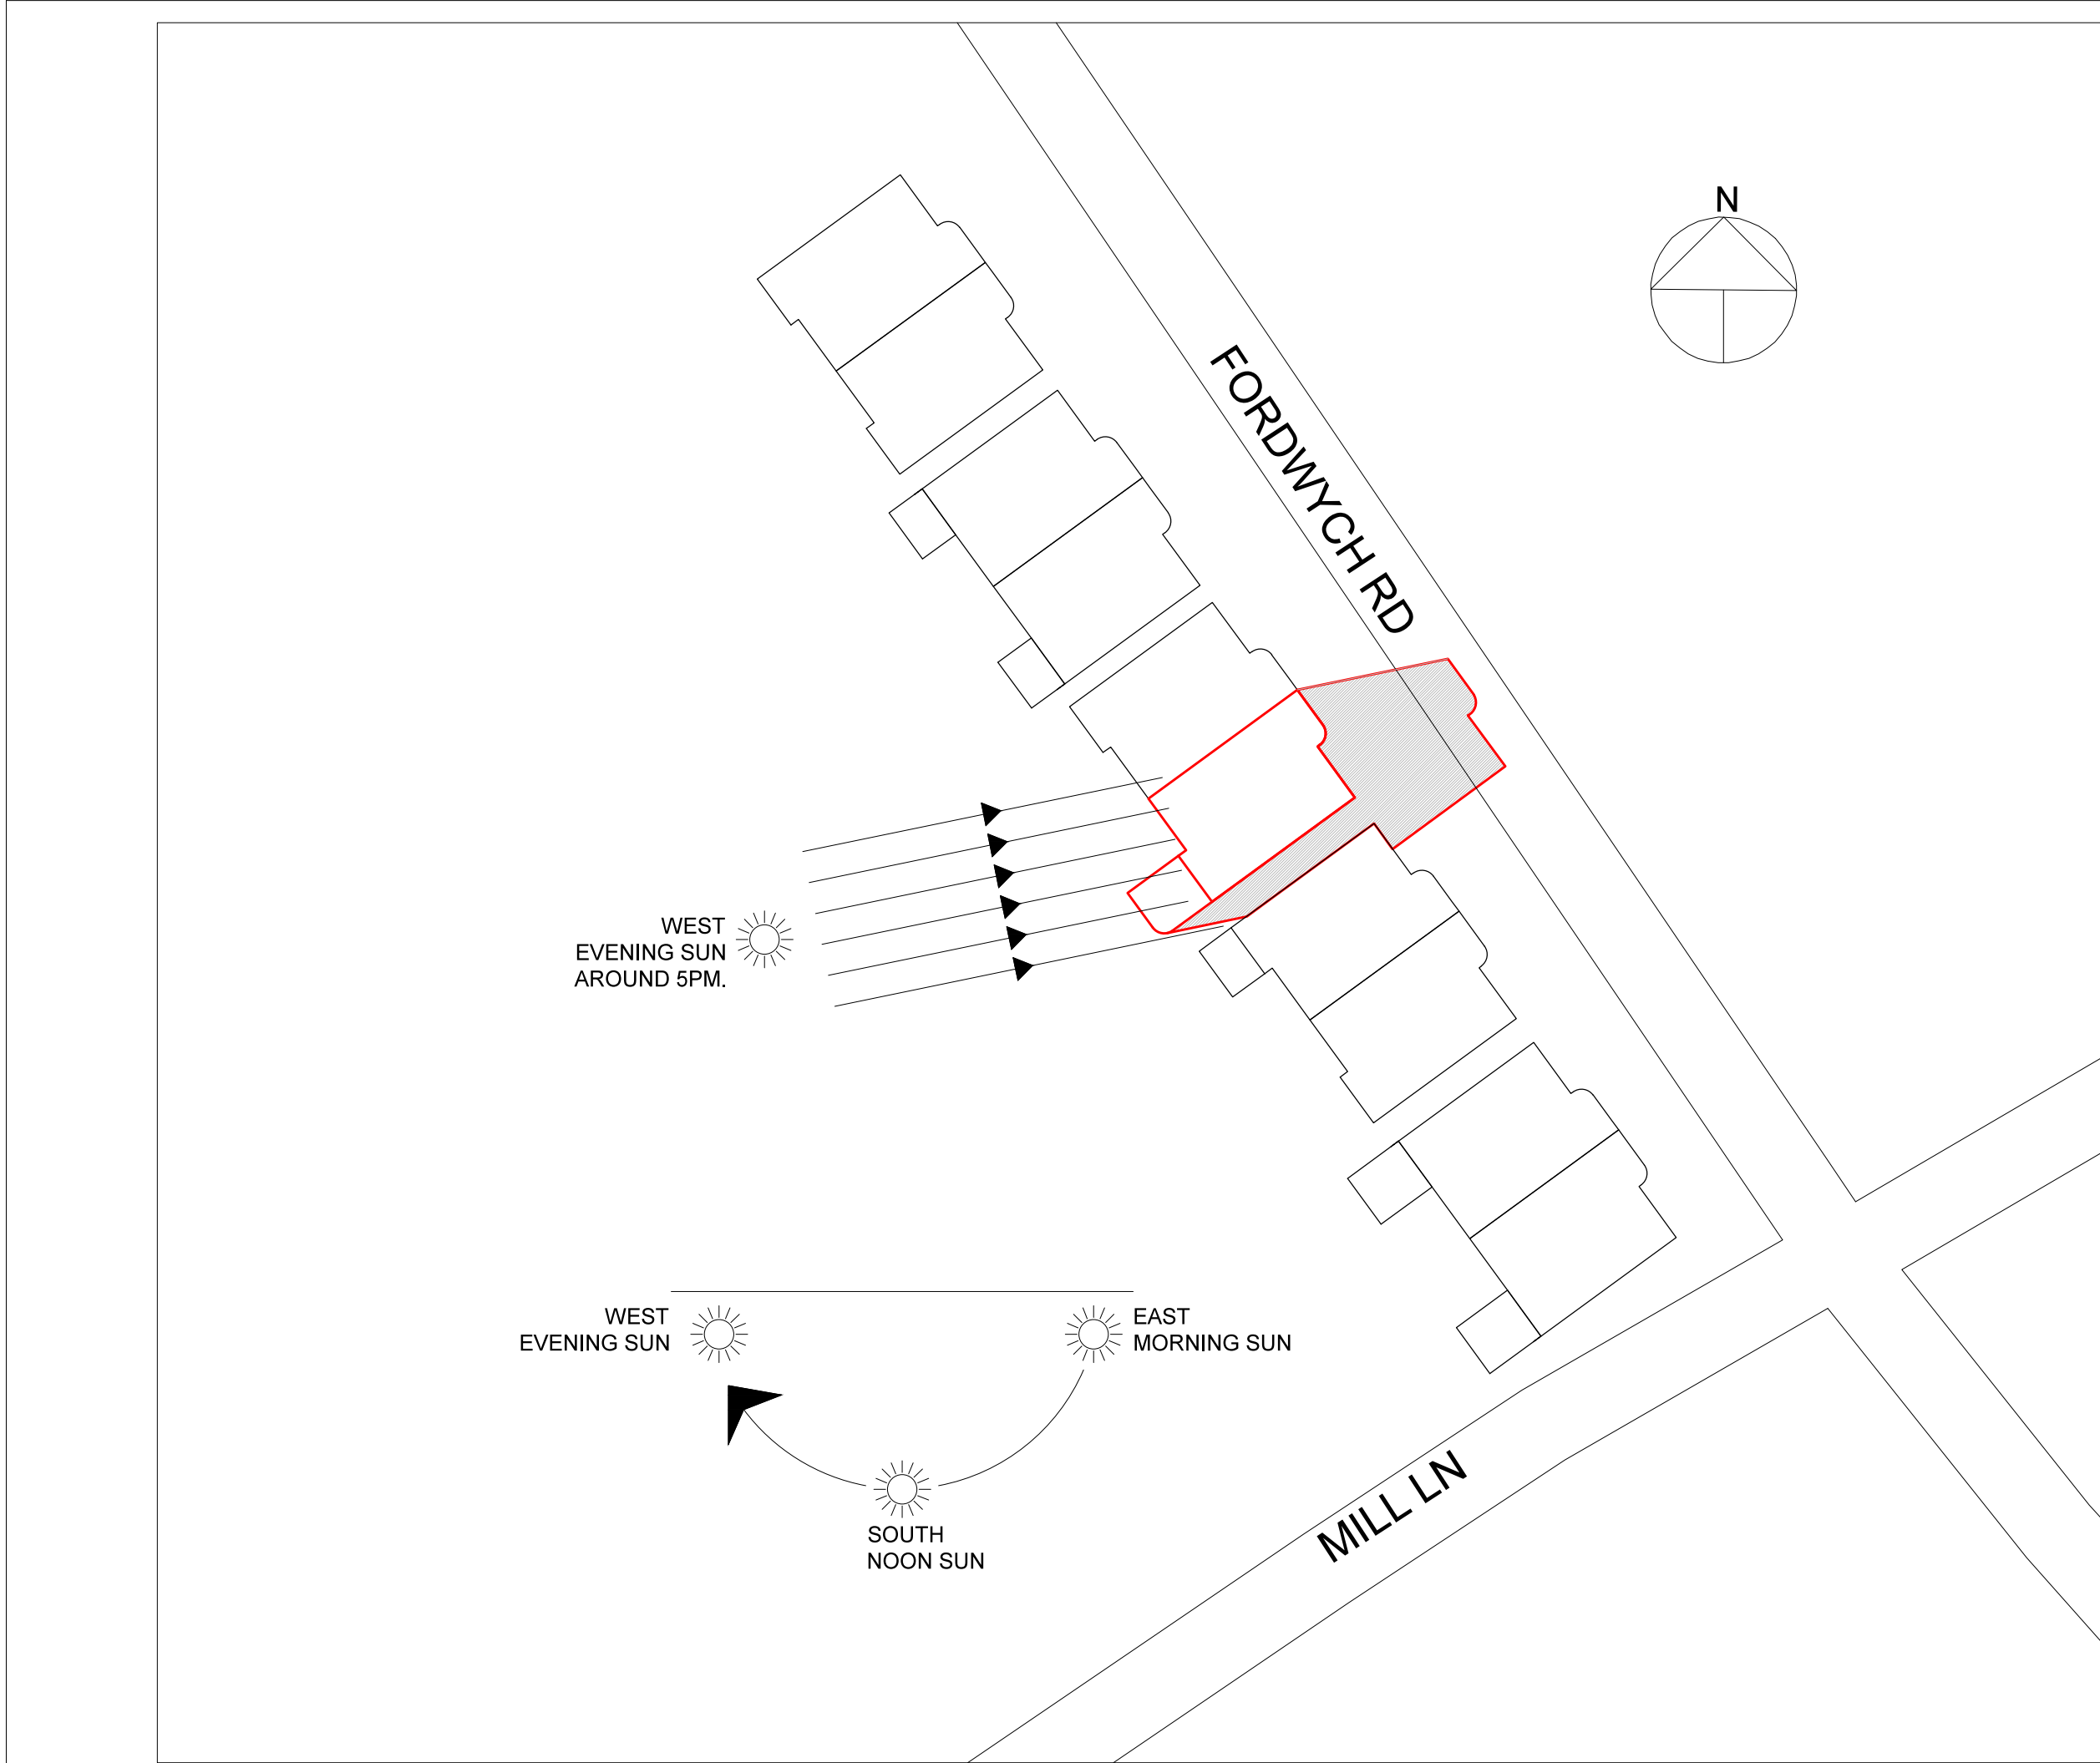 N
FORDWYCH RD
WEST
EVENING SUN
AROUND 5PM.
WEST
EVENING SUN
EAST
MORNING SUN
SOUTH
NOON SUN
MILL LN